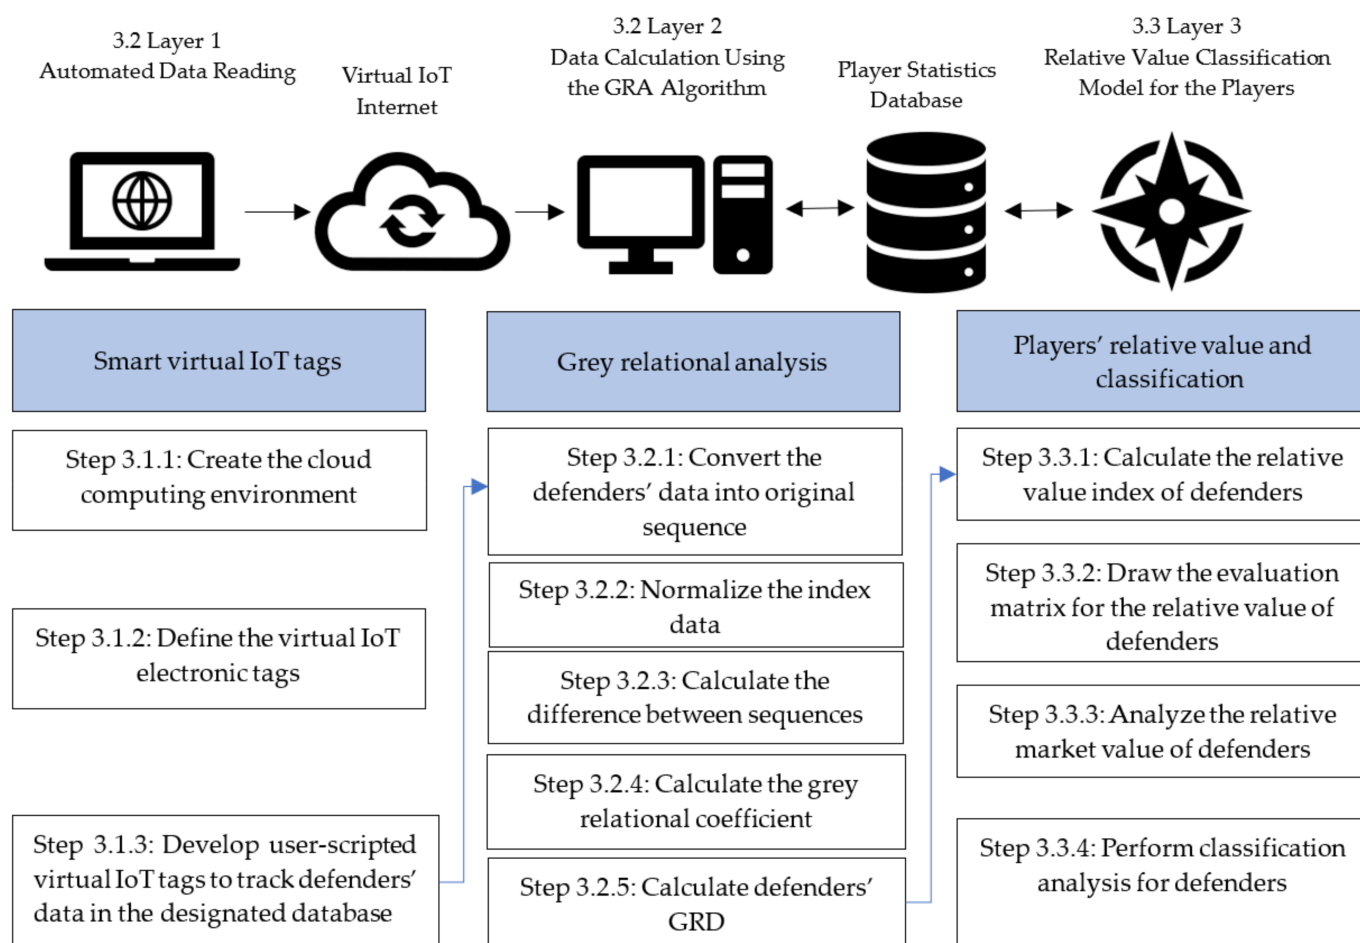 3.2 Layer 1
Automated Data Reading
Virtual IoT
Internet
3.2 Layer 2
Data Calculation Using
the GRA Algorithm
Player Statistics
Database
3.3 Layer 3
Relative Value Classification
Model for the Players
Smart virtual IoT tags
Step 3.1.1: Create the cloud
computing environment
Step 3.1.2: Define the virtual IoT
electronic tags
Step 3.1.3: Develop user-scripted
virtual IoT tags to track defenders’
data in the designated database
Grey relational analysis
Step 3.2.1: Convert the
defenders’ data into original
sequence
Step 3.2.2: Normalize the index
data
Step 3.2.3: Calculate the
difference between sequences
Step 3.2.4: Calculate the grey
relational coefficient
Step 3.2.5: Calculate defenders’
GRD
Players’ relative value and
classification
Step 3.3.1: Calculate the relative
value index of defenders
Step 3.3.2: Draw the evaluation
matrix for the relative value of
defenders
Step 3.3.3: Analyze the relative
market value of defenders
Step 3.3.4: Perform classification
analysis for defenders